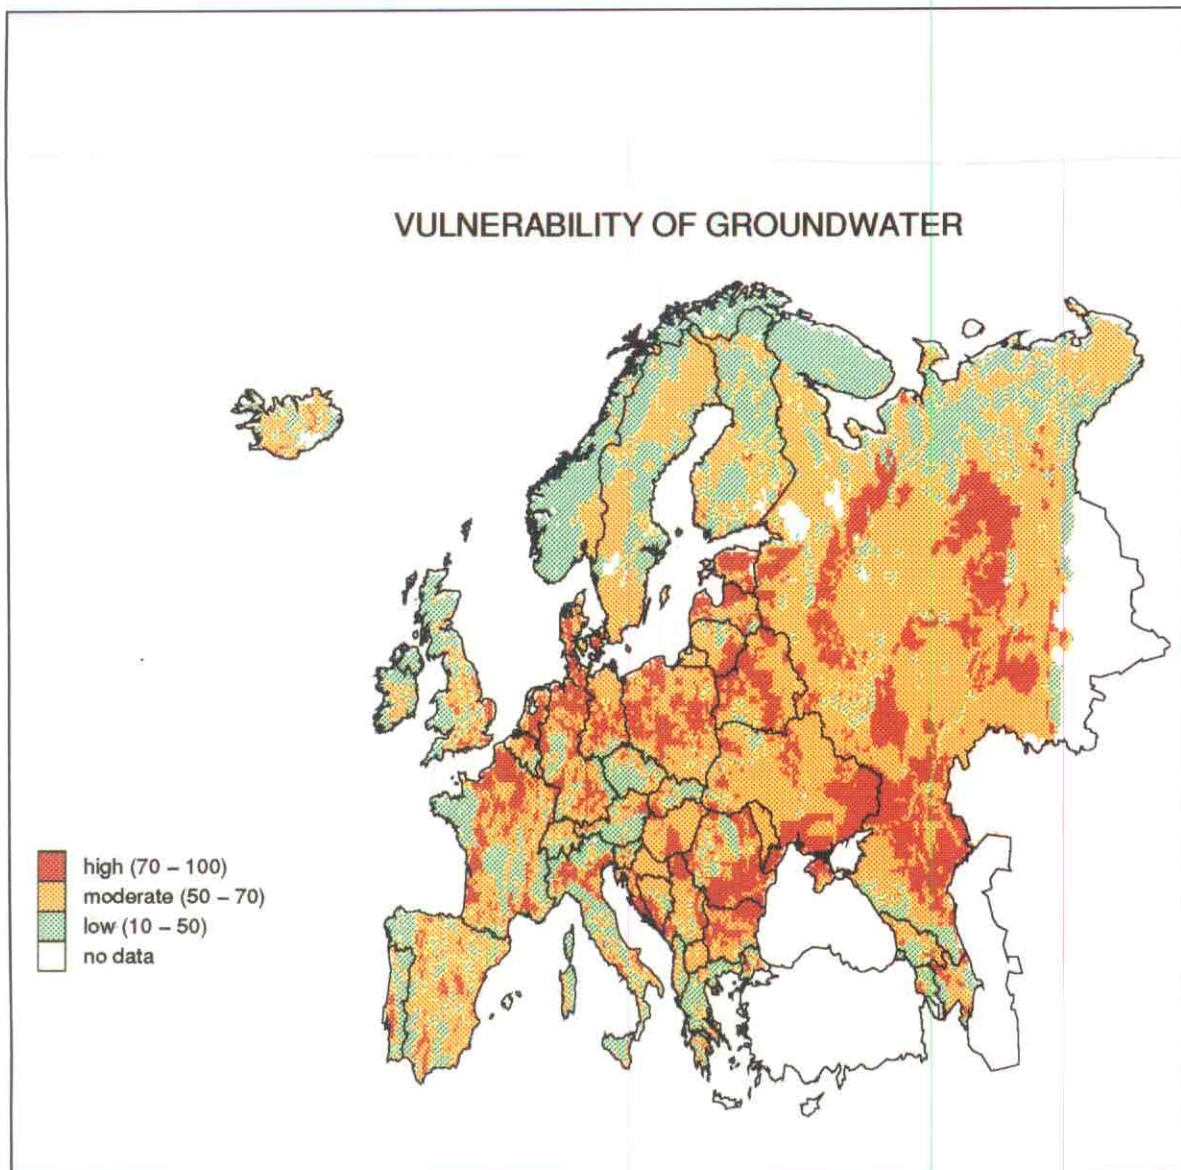 VULNERABILITY OF GROUNDWATER
high (70 – 100)
moderate (50 – 70)
low (10 – 50)
no data